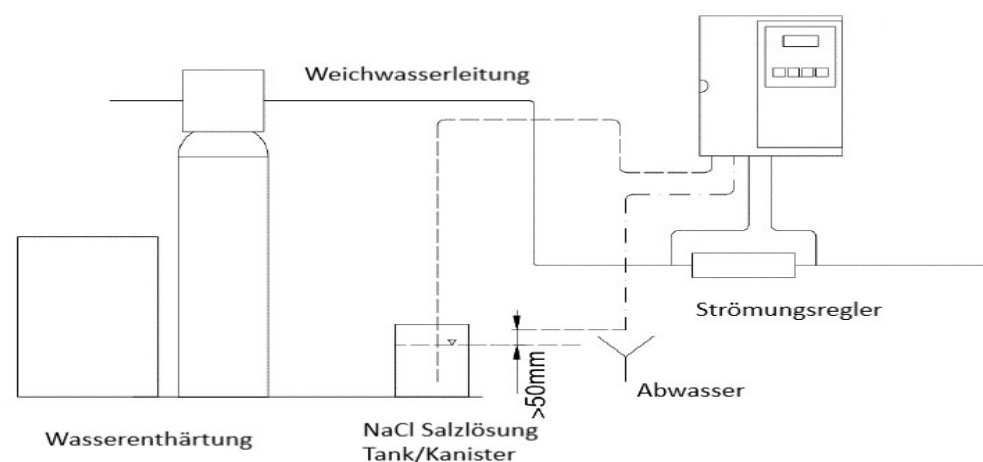 Weichwasserleitung
Strömungsregler
>50mm
Abwasser
Wasserenthärtung
NaCl Salzlösung
Tank/Kanister